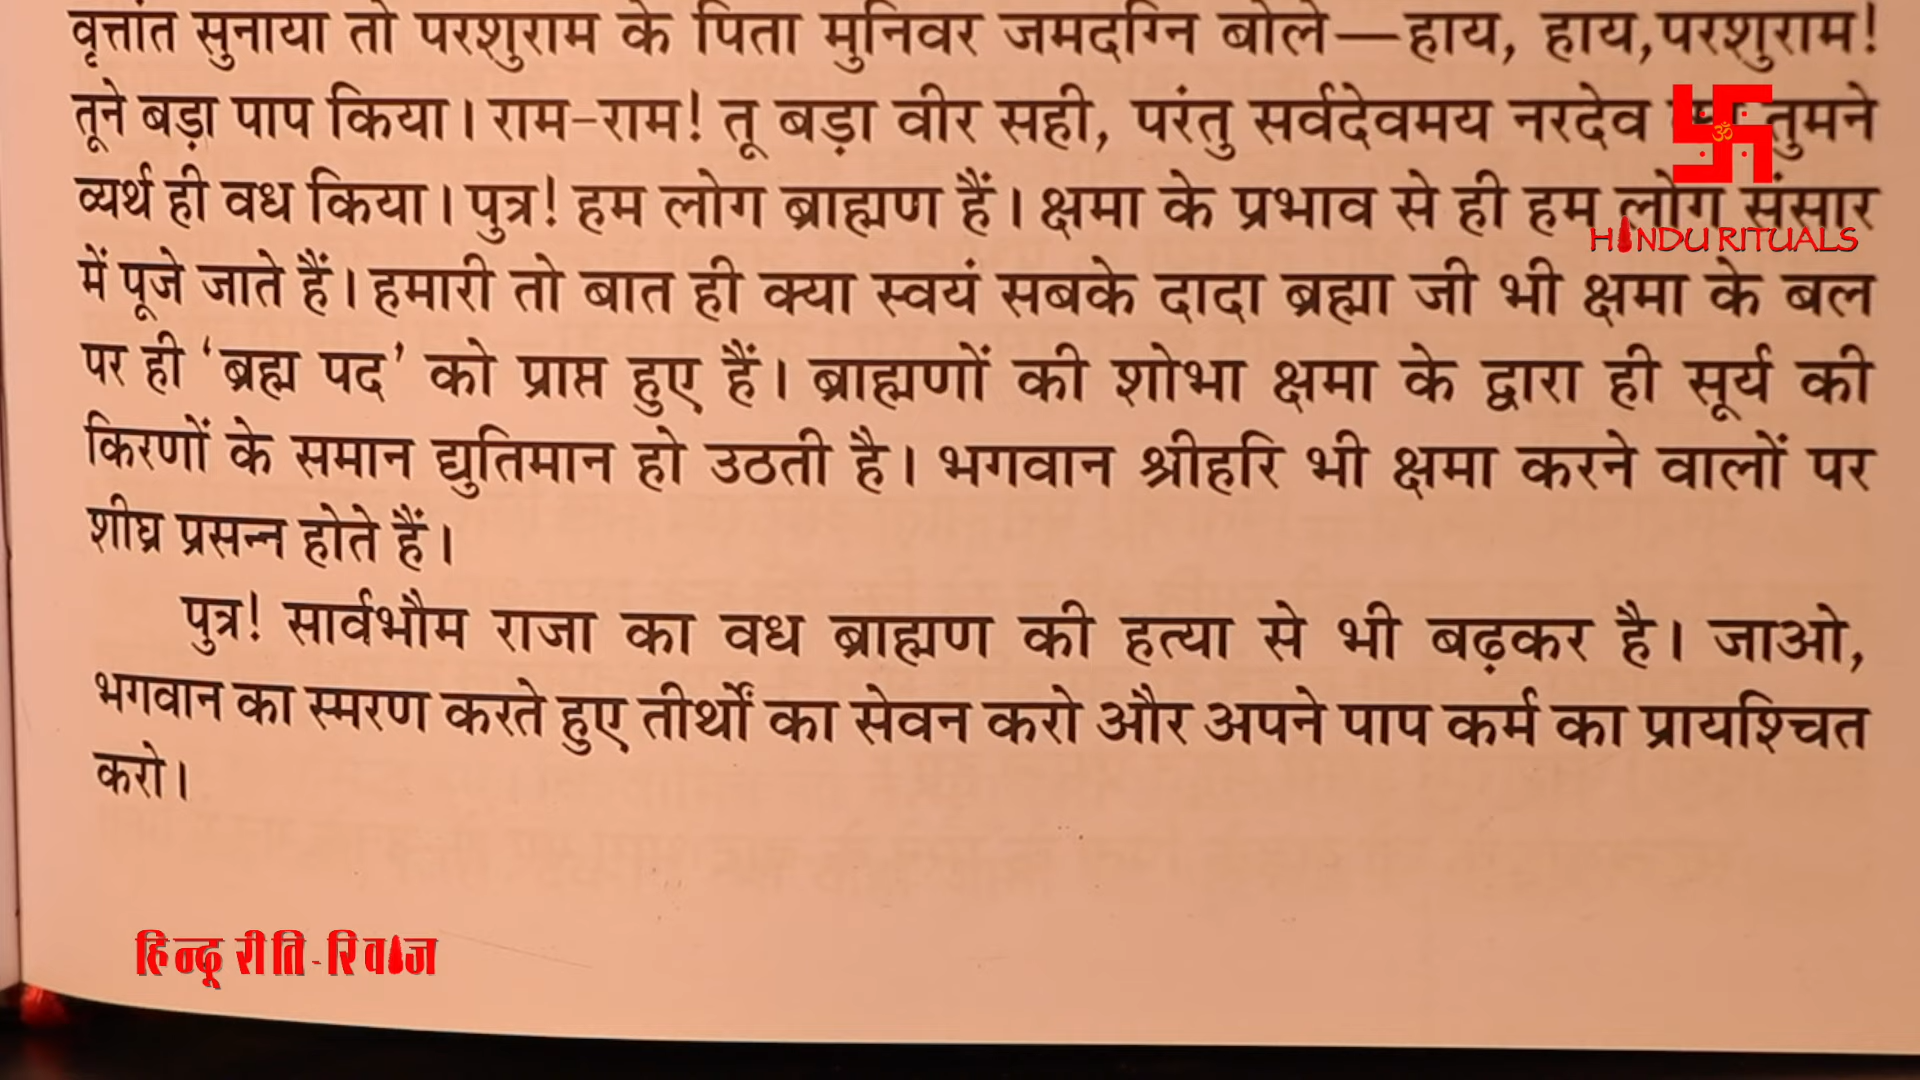 वृत्तांत सुनाया तो परशुराम के पिता मुनिवर जमदग्नि बोले—हाय, हाय,परशुराम!
तूने बड़ा पाप किया। राम-राम! तू बड़ा वीर सही, परंतु सर्वदेवमय नरदेव तुमने
व्यर्थ ही वध किया। पुत्र! हम लोग ब्राह्मण हैं। क्षमा के प्रभाव से ही हम लोग संसार
HINDU RITUALS
में पूजे जाते हैं। हमारी तो बात ही क्या स्वयं सबके दादा ब्रह्मा जी भी क्षमा के बल
पर ही ‘ब्रह्म पद’ को प्राप्त हुए हैं। ब्राह्मणों की शोभा क्षमा के द्वारा ही सूर्य की
किरणों के समान द्युतिमान हो उठती है। भगवान श्रीहरि भी क्षमा करने वालों पर
शीघ्र प्रसन्न होते हैं।
पुत्र! सार्वभौम राजा का वध ब्राह्मण की हत्या से भी बढ़कर है। जाओ,
भगवान का स्मरण करते हुए तीर्थों का सेवन करो और अपने पाप कर्म का प्रायश्चित
करो।
हिन्दू रीति-रिवाज